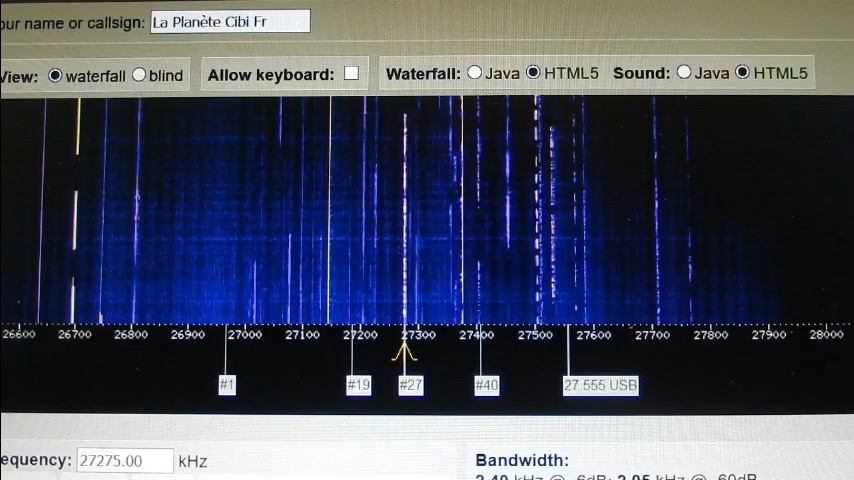 our name or callsign: La Planète Cibi Fr
View: waterfall blind Allow keyboard: Waterfall: Java HTML5 Sound: Java HTML5
26600 26700 26800 26900 27000 27100 27200 27300 27400 27500 27600 27700 27800 27900 28000
#1 #19 #27 #40 27.555 USB
equency: 27275.00 kHz
Bandwidth: